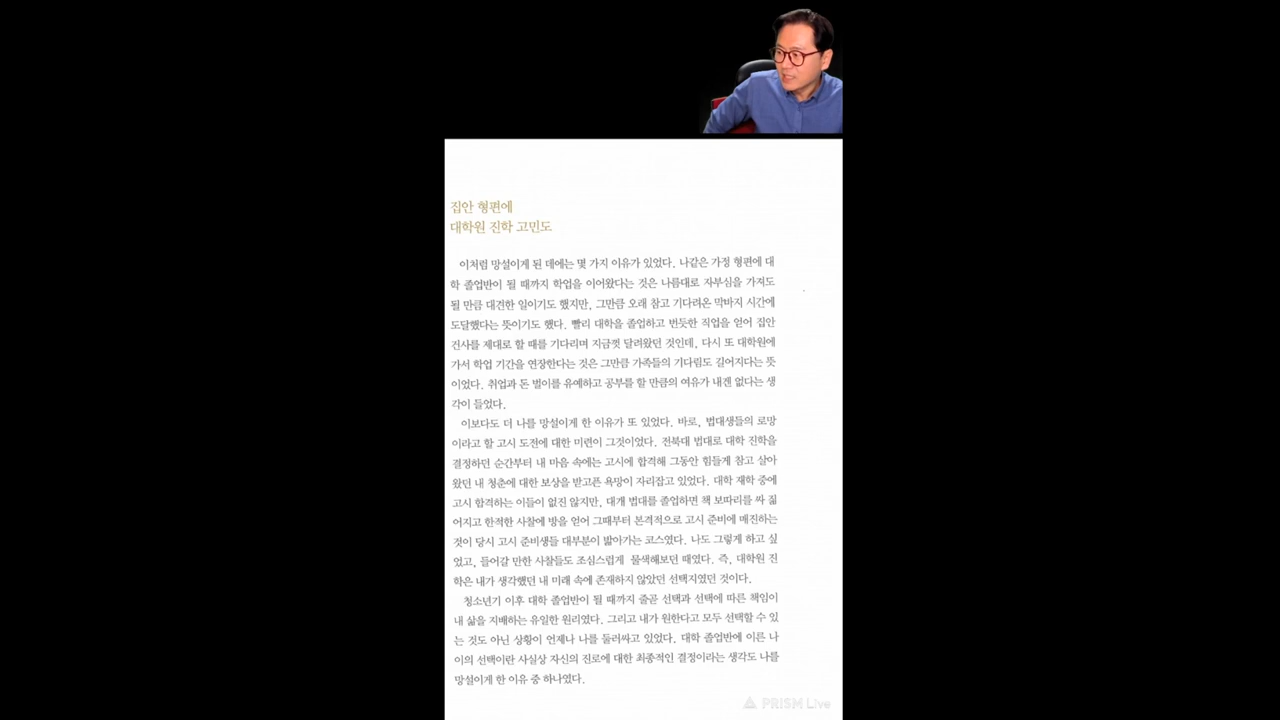 집안 형편에
대학원 진학 고민도
이처럼 망설이게 된 데에는 몇 가지 이유가 있었다. 나같은 가정 형편에 대
학 졸업반이 될 때까지 학업을 이어왔다는 것은 나름대로 자부심을 가져도
될 만큼 대견한 일이기도 했지만, 그만큼 오래 참고 기다려온 막바지 시간에
도달했다는 뜻이기도 했다. 빨리 대학을 졸업하고 번듯한 직업을 얻어 집안
건사를 제대로 할 때를 기다리며 지금껏 달려왔던 것인데, 다시 또 대학원에
가서 학업 기간을 연장한다는 것은 그만큼 가족들의 기다림도 길어지다는 뜻
이었다. 취업과 돈 벌이를 유예하고 공부를 할 만큼의 여유가 내겐 없다는 생
각이 들었다.
이보다도 더 나를 망설이게 한 이유가 또 있었다. 바로, 법대생들의 로망
이라고 할 고시 도전에 대한 미련이 그것이었다. 전북대 법대로 대학 진학을
결정하던 순간부터 내 마음 속에는 고시에 합격해 그동안 힘들게 참고 살아
왔던 내 청춘에 대한 보상을 받고픈 욕망이 자리잡고 있었다. 대학 재학 중에
고시 합격하는 이들이 없진 않지만, 대개 법대를 졸업하면 책 보따리를 싸 짊
어지고 한적한 사찰에 방을 얻어 그때부터 본격적으로 고시 준비에 매진하는
것이 당시 고시 준비생들 대부분이 밟아가는 코스였다. 나도 그렇게 하고 싶
었고, 들어갈 만한 사찰들도 조심스럽게 물색해보던 때였다. 즉, 대학원 진
학은 내가 생각했던 내 미래 속에 존재하지 않았던 선택지였던 것이다.
청소년기 이후 대학 졸업반이 될 때까지 줄곧 선택과 선택에 따른 책임이
내 삶을 지배하는 유일한 원리였다. 그리고 내가 원한다고 모두 선택할 수 있
는 것도 아닌 상황이 언제나 나를 둘러싸고 있었다. 대학 졸업반에 이른 나
이의 선택이란 사실상 자신의 진로에 대한 최종적인 결정이라는 생각도 나를
망설이게 한 이유 중 하나였다.
PRISM Live